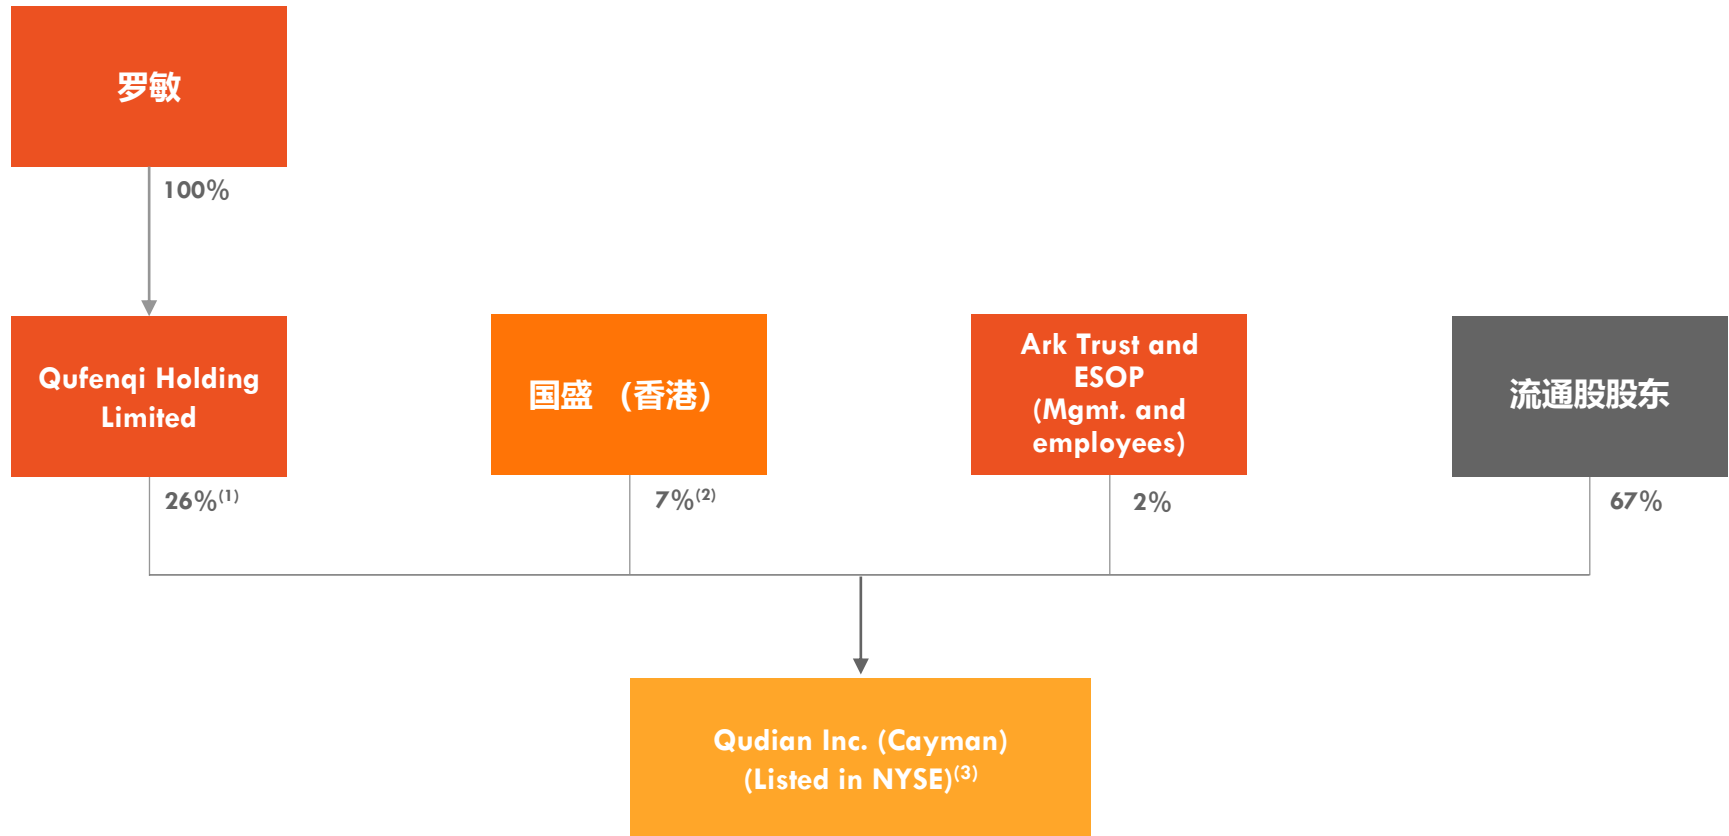 罗敏
100%
Qufenqi Holding
Limited
国盛 （香港）
Ark Trust and
ESOP
(Mgmt. and
employees)
流通股股东
26%(1)
7%(2)
2%
67%
Qudian Inc. (Cayman)
(Listed in NYSE)(3)